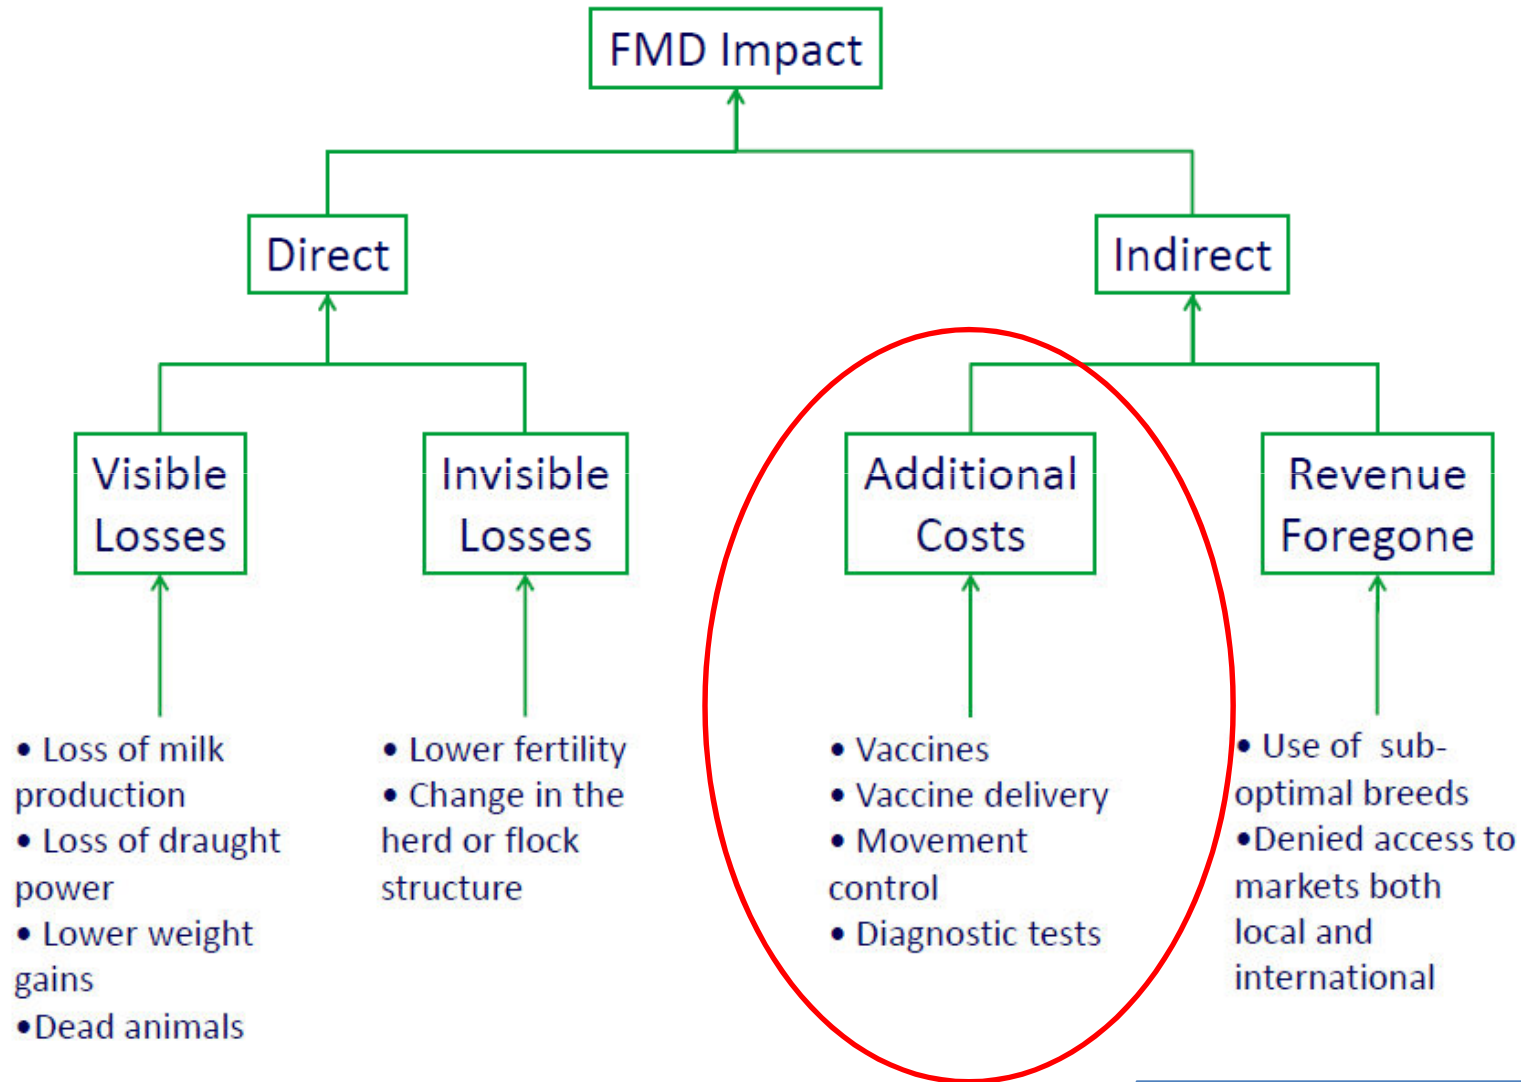 FMD Impact
Direct
Indirect
Visible
Losses
Invisible
Losses
Additional
Costs
Revenue
Foregone
• Loss of milk
production
• Loss of draught
power
• Lower weight
gains
•Dead animals
• Lower fertility
• Change in the
herd or flock
structure
• Vaccines
• Vaccine delivery
• Movement
control
• Diagnostic tests
• Use of sub-
optimal breeds
•Denied access to
markets both
local and
international